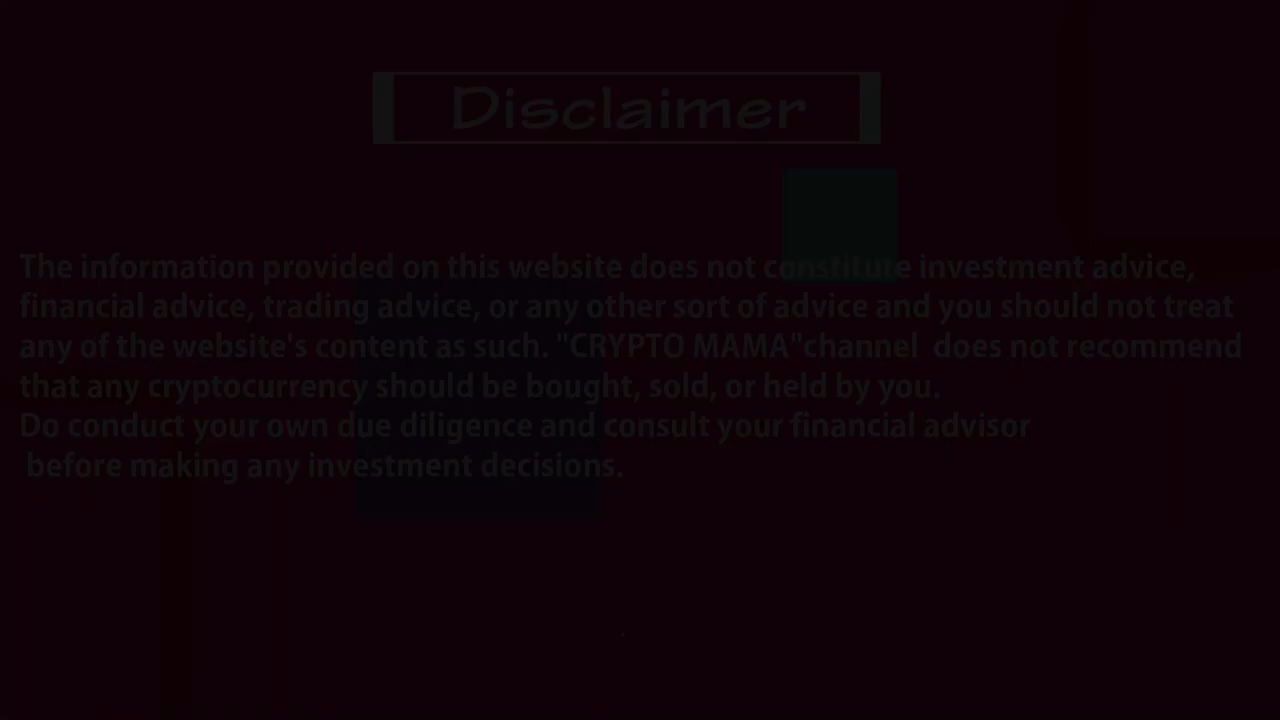 Disclaimer
The information provided on this website does not constitute investment advice,
financial advice, trading advice, or any other sort of advice and you should not treat
any of the website's content as such. "CRYPTO MAMA"channel  does not recommend
that any cryptocurrency should be bought, sold, or held by you.
Do conduct your own due diligence and consult your financial advisor
before making any investment decisions.